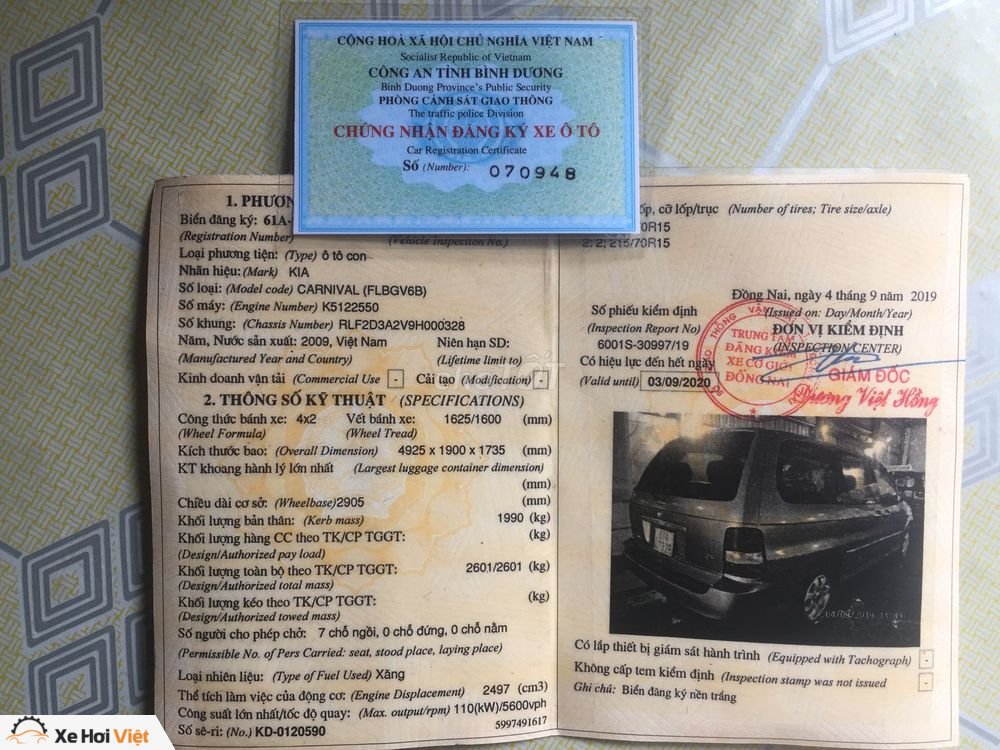 CỘNG HOÀ XÃ HỘI CHỦ NGHĨA VIỆT NAM
Socialist Republic of Vietnam
CÔNG AN TỈNH BÌNH DƯƠNG
Binh Duong Province's Public Security
PHÒNG CẢNH SÁT GIAO THÔNG
The traffic police Division
CHỨNG NHẬN ĐĂNG KÝ XE Ô TÔ
Car Registration Certificate
Số (Number): 070948
1. PHƯƠN
Biển đăng ký: 61A-
(Registration Number) (Vehicle Inspection No.)
Loại phương tiện: (Type) ô tô con
Nhãn hiệu: (Mark) KIA
Số loại: (Model code) CARNIVAL (FLBGV6B)
Số máy: (Engine Number) K5122550
Số khung: (Chassis Number) RLF2D3A2V9H000328
Năm, Nước sản xuất: 2009, Việt Nam Niên hạn SD:
(Manufactured Year and Country) (Lifetime limit to)
Kinh doanh vận tải (Commercial Use - Cải tạo (Modification) -
2. THÔNG SỐ KỸ THUẬT (SPECIFICATIONS)
Công thức bánh xe: 4x2 Vết bánh xe: 1625/1600 (mm)
(Wheel Formula) (Wheel Tread)
Kích thước bao: (Overall Dimension) 4925 x 1900 x 1735 (mm)
KT khoang hành lý lớn nhất (Largest luggage container dimension)
(mm)
Chiều dài cơ sở: (Wheelbase) 2905 (mm)
Khối lượng bản thân: (Kerb mass) 1990 (kg)
Khối lượng hàng CC theo TK/CP TGGT: (kg)
(Design/Authorized pay load)
Khối lượng toàn bộ theo TK/CP TGGT: 2601/2601 (kg)
(Design/Authorized total mass)
Khối lượng kéo theo TK/CP TGGT: (kg)
(Design/Authorized towed mass)
Số người cho phép chở: 7 chỗ ngồi, 0 chỗ đứng, 0 chỗ nằm
(Permissible No. of Pers Carried: seat, stood place, laying place)
Loại nhiên liệu: (Type of Fuel Used) Xăng
Thể tích làm việc của động cơ: (Engine Displacement) 2497 (cm3)
Công suất lớn nhất/tốc độ quay: (Max. output/rpm) 110(kW)/5600vph
Số sê-ri: (No.) KD-0120590 5997491617
ốp, cỡ lốp/trục (Number of tires; Tire size/axle)
/70R15
2; 2; 215/70R15
Đồng Nai, ngày 4 tháng 9 năm 2019
(Issued on: Day/Month/Year)
Số phiếu kiểm định ĐƠN VỊ KIỂM ĐỊNH
(Inspection Report No) (INSPECTION CENTER)
6001S-30997/19
Có hiệu lực đến hết ngày
(Valid until) 03/09/2020
TRUNG TÂM
ĐĂNG KIỂM
XE CƠ GIỚI
ĐỒNG NAI
GIÁM ĐỐC
Dương Việt Hồng
Có lắp thiết bị giám sát hành trình (Equipped with Tachograph) -
Không cấp tem kiểm định (Inspection stamp was not issued -
Ghi chú: Biển đăng ký nền trắng
Xe Hơi Việt